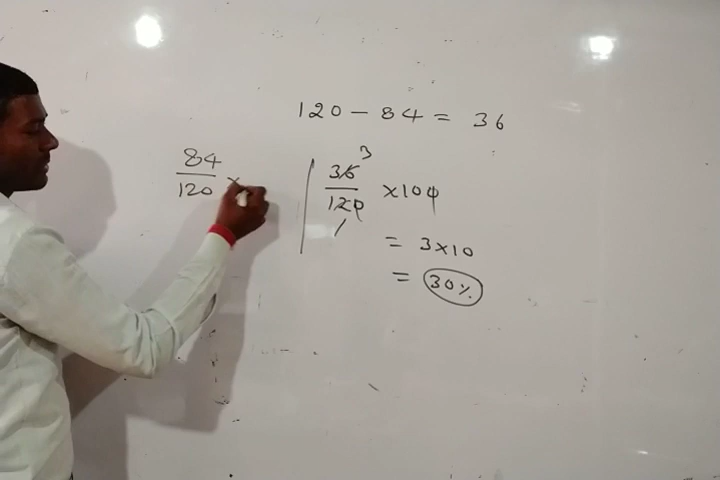 120 - 84 = 36
84/120 ×
36/120 × 100
3
1
= 3×10
= 30%